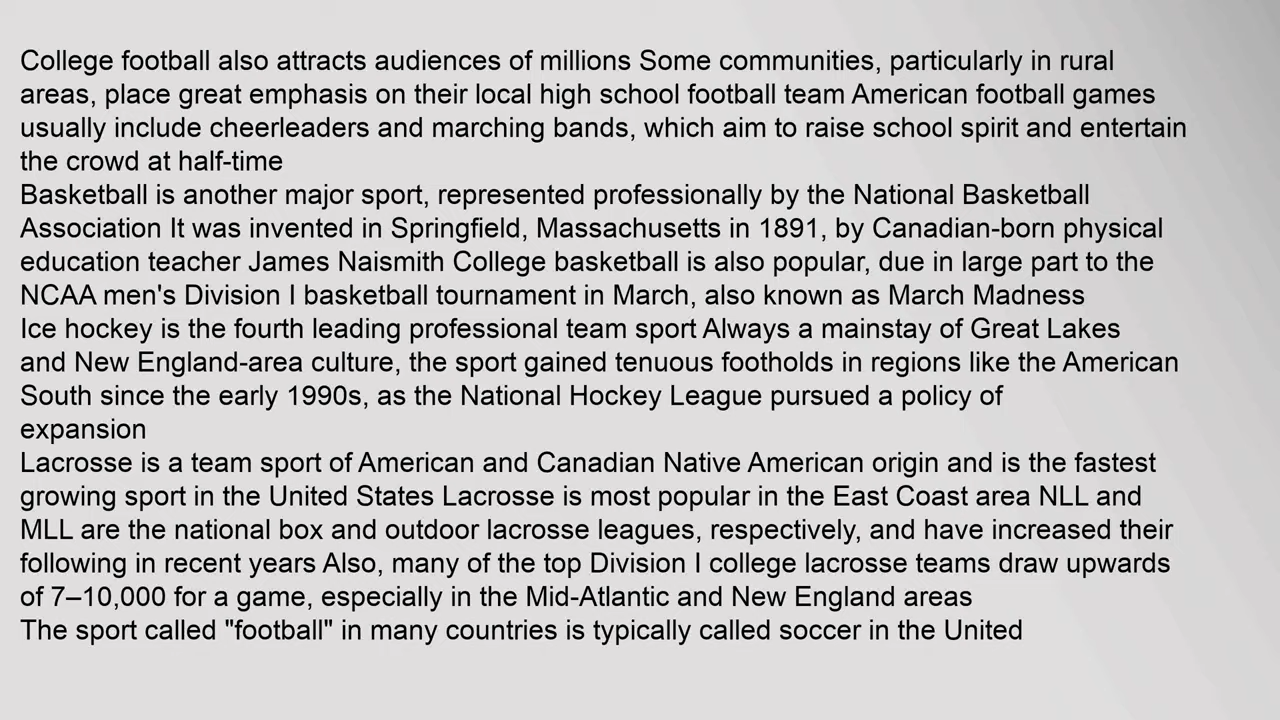 College football also attracts audiences of millions Some communities, particularly in rural
areas, place great emphasis on their local high school football team American football games
usually include cheerleaders and marching bands, which aim to raise school spirit and entertain
the crowd at half-time
Basketball is another major sport, represented professionally by the National Basketball
Association It was invented in Springfield, Massachusetts in 1891, by Canadian-born physical
education teacher James Naismith College basketball is also popular, due in large part to the
NCAA men's Division I basketball tournament in March, also known as March Madness
Ice hockey is the fourth leading professional team sport Always a mainstay of Great Lakes
and New England-area culture, the sport gained tenuous footholds in regions like the American
South since the early 1990s, as the National Hockey League pursued a policy of
expansion
Lacrosse is a team sport of American and Canadian Native American origin and is the fastest
growing sport in the United States Lacrosse is most popular in the East Coast area NLL and
MLL are the national box and outdoor lacrosse leagues, respectively, and have increased their
following in recent years Also, many of the top Division I college lacrosse teams draw upwards
of 7–10,000 for a game, especially in the Mid-Atlantic and New England areas
The sport called "football" in many countries is typically called soccer in the United